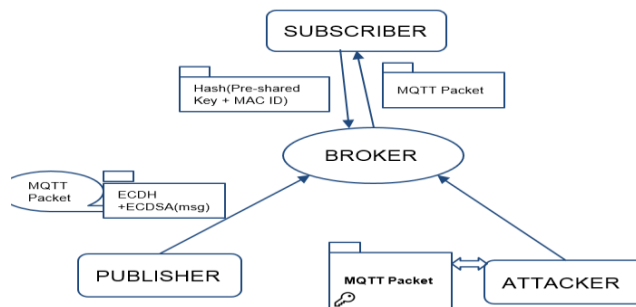 SUBSCRIBER
Hash(Pre-shared
Key + MAC ID)
MQTT Packet
BROKER
MQTT
Packet
ECDH
+ECDSA(msg)
PUBLISHER
MQTT Packet
ATTACKER